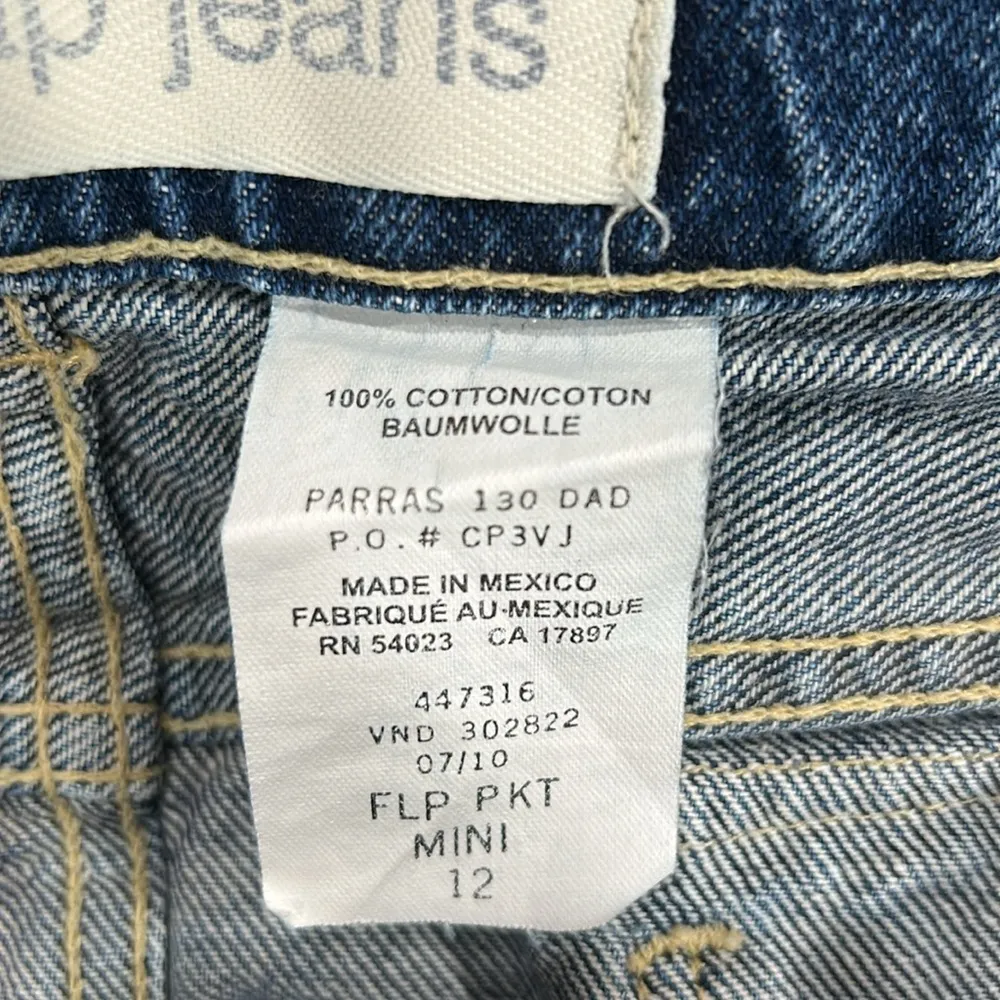 p jeans
100% COTTON/COTON
BAUMWOLLE
PARRAS 130 DAD
P.O.# CP3VJ
MADE IN MEXICO
FABRIQUÉ AU-MEXIQUE
RN 54023 CA 17897
447316
VND 302822
07/10
FLP PKT
MINI
12